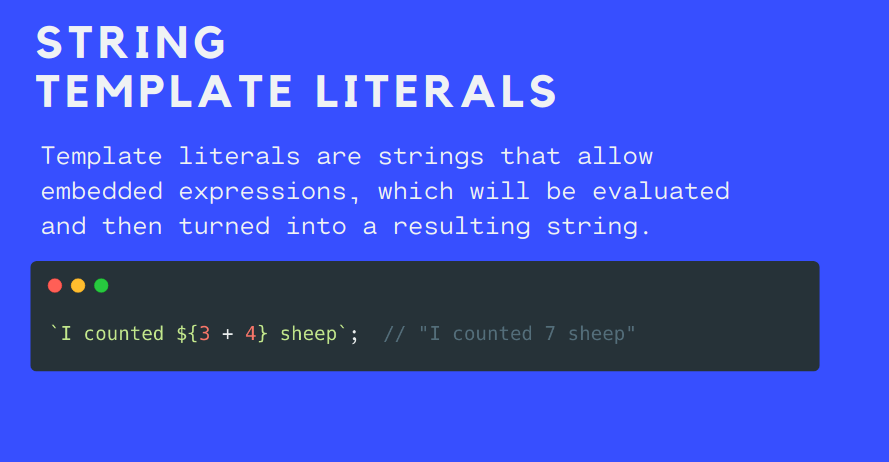 STRING
TEMPLATE LITERALS
Template literals are strings that allow
embedded expressions, which will be evaluated
and then turned into a resulting string.
`I counted ${3 + 4} sheep`;  // "I counted 7 sheep"